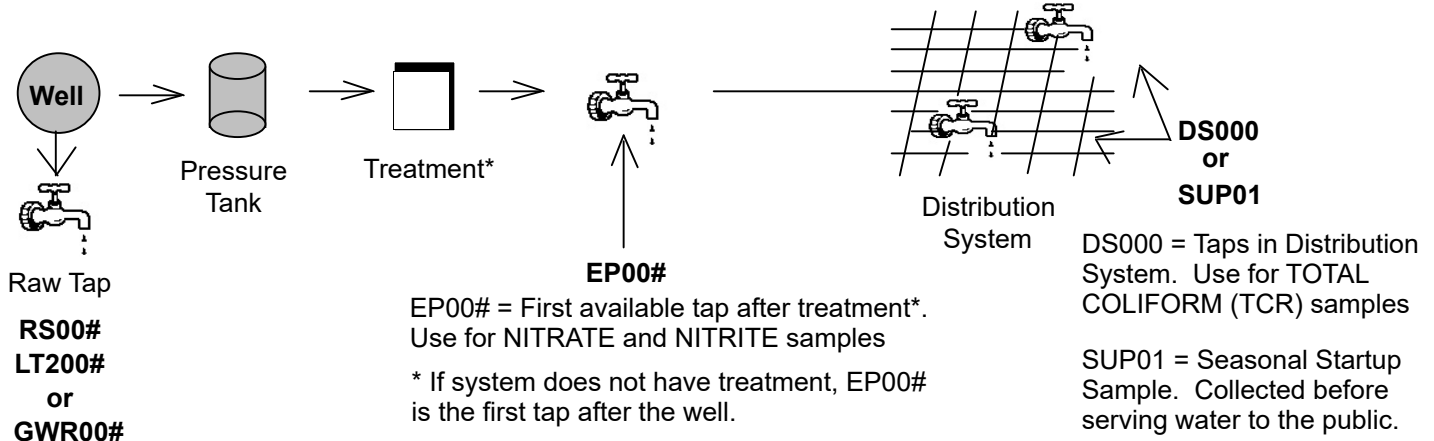 Well
Pressure
Tank
Treatment*
Raw Tap
RS00#
LT200#
or
GWR00#
EP00#
EP00# = First available tap after treatment*.
Use for NITRATE and NITRITE samples
* If system does not have treatment, EP00#
is the first tap after the well.
Distribution
System
DS000
or
SUP01
DS000 = Taps in Distribution
System.  Use for TOTAL
COLIFORM (TCR) samples
SUP01 = Seasonal Startup
Sample.  Collected before
serving water to the public.